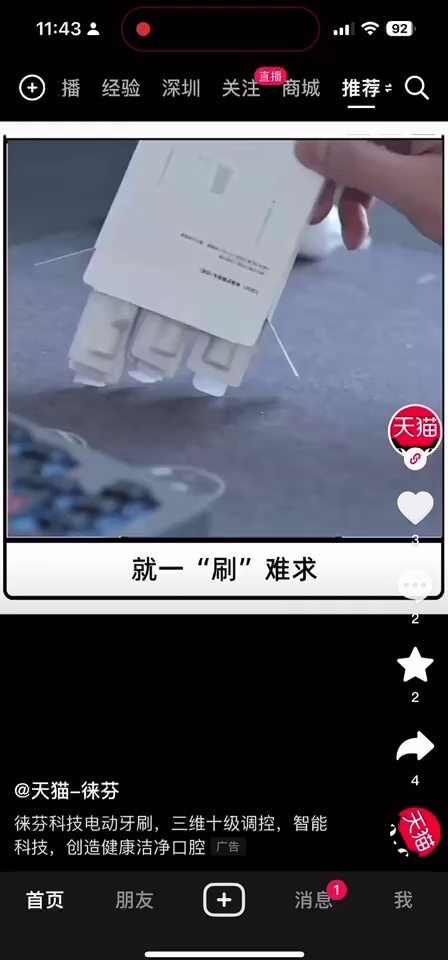 11:43
92
播 经验 深圳 关注 直播 商城 推荐
天猫
3
就一“刷”难求
2
2
4
@天猫-徕芬
徕芬科技电动牙刷，三维十级调控，智能
科技，创造健康洁净口腔 广告
天猫
首页 朋友 消息 1 我